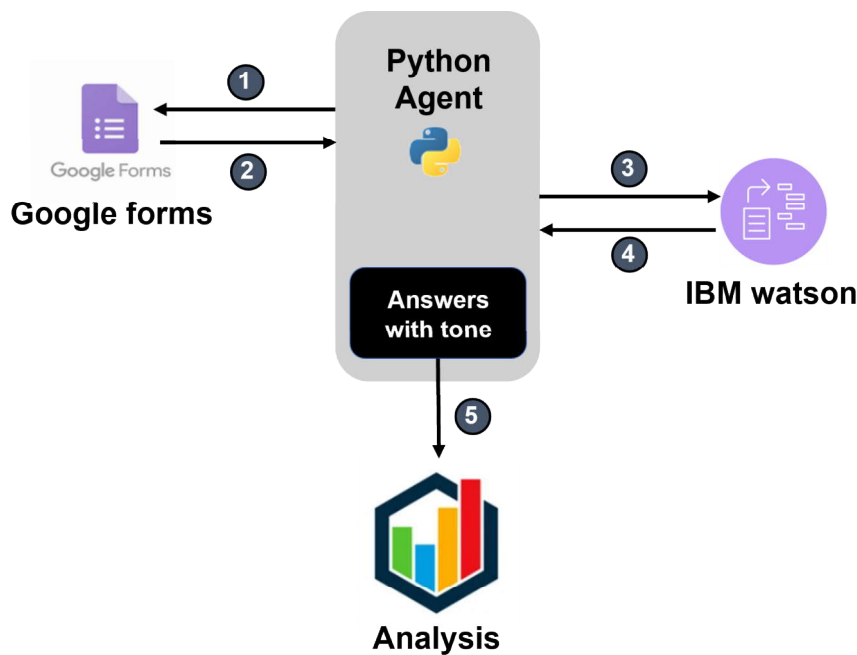 Python
Agent
1
Google Forms
2
Google forms
3
4
IBM watson
Answers
with tone
5
Analysis